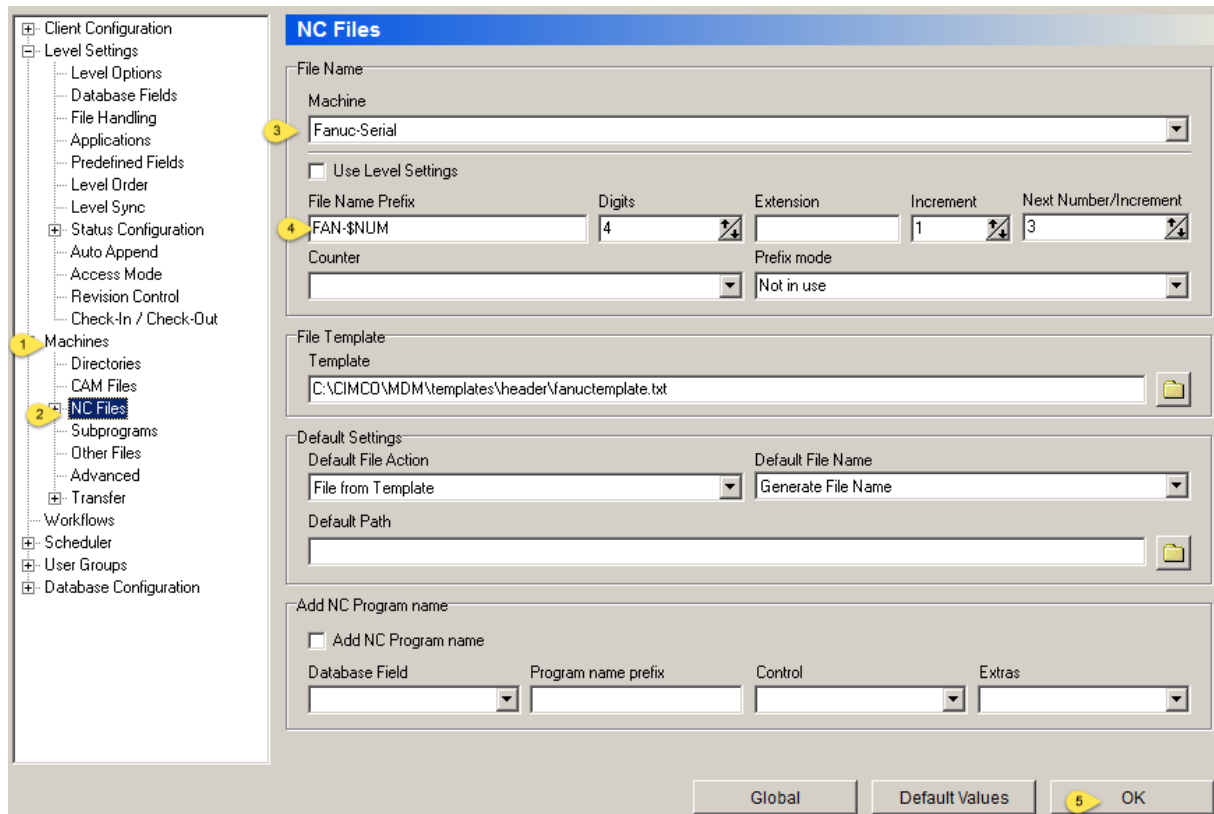 Client Configuration
Level Settings
Level Options
Database Fields
File Handling
Applications
Predefined Fields
Level Order
Level Sync
Status Configuration
Auto Append
Access Mode
Revision Control
Check-In / Check-Out
1 Machines
Directories
CAM Files
2 NC Files
Subprograms
Other Files
Advanced
Transfer
Workflows
Scheduler
User Groups
Database Configuration
NC Files
File Name
Machine
3 Fanuc-Serial
Use Level Settings
File Name Prefix Digits Extension Increment Next Number/Increment
4 FAN-$NUM 4 1 3
Counter Prefix mode
Not in use
File Template
Template
C:\CIMCO\MDM\templates\header\fanuctemplate.txt
Default Settings
Default File Action Default File Name
File from Template Generate File Name
Default Path
Add NC Program name
Add NC Program name
Database Field Program name prefix Control Extras
Global Default Values 5 OK